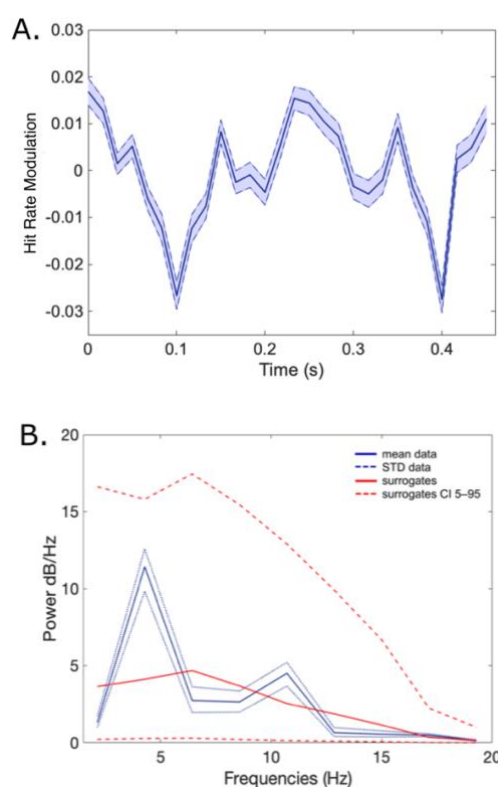 A.
0.03
0.02
0.01
0
-0.01
-0.02
-0.03
Hit Rate Modulation
0 0.1 0.2 0.3 0.4
Time (s)
B.
20
15
10
5
0
Power dB/Hz
mean data
STD data
surrogates
surrogates CI 5–95
5 10 15 20
Frequencies (Hz)